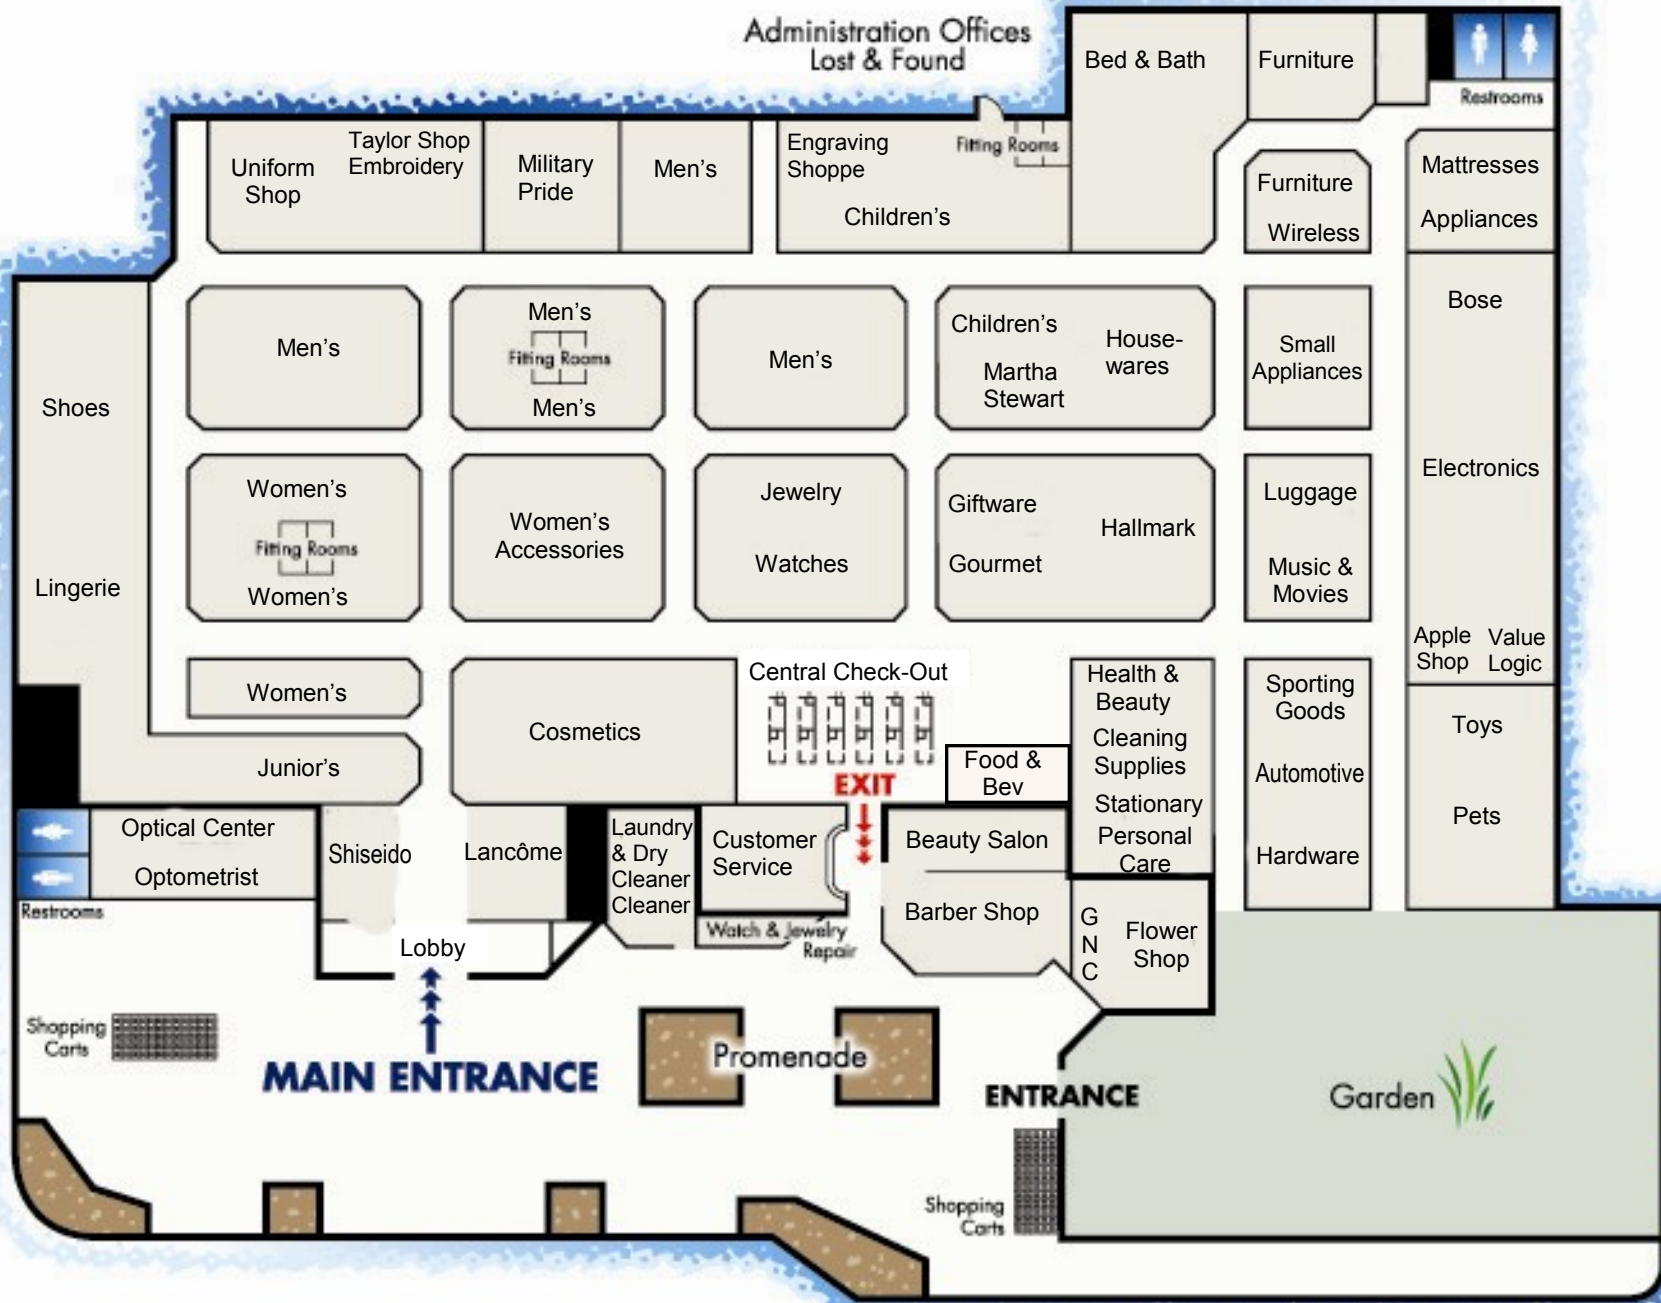 Administration Offices
Lost & Found
Bed & Bath
Furniture
Restrooms
Uniform
Shop
Taylor Shop
Embroidery
Military
Pride
Men's
Engraving
Shoppe
Children's
Fitting Rooms
Furniture
Wireless
Mattresses
Appliances
Men's
Men's
Fitting Rooms
Men's
Men's
Children's
Martha
Stewart
House-
wares
Small
Appliances
Bose
Shoes
Lingerie
Women's
Fitting Rooms
Women's
Women's
Accessories
Jewelry
Watches
Giftware
Gourmet
Hallmark
Luggage
Music &
Movies
Electronics
Apple
Shop
Value
Logic
Women's
Junior's
Cosmetics
Central Check-Out
EXIT
Food &
Bev
Health &
Beauty
Cleaning
Supplies
Stationary
Personal
Care
Sporting
Goods
Automotive
Hardware
Toys
Pets
Optical Center
Optometrist
Restrooms
Shiseido
Lancôme
Lobby
Laundry
& Dry
Cleaner
Cleaner
Customer
Service
Watch & Jewelry
Repair
Beauty Salon
Barber Shop
G
N
C
Flower
Shop
Shopping
Carts
MAIN ENTRANCE
Promenade
ENTRANCE
Garden
Shopping
Carts